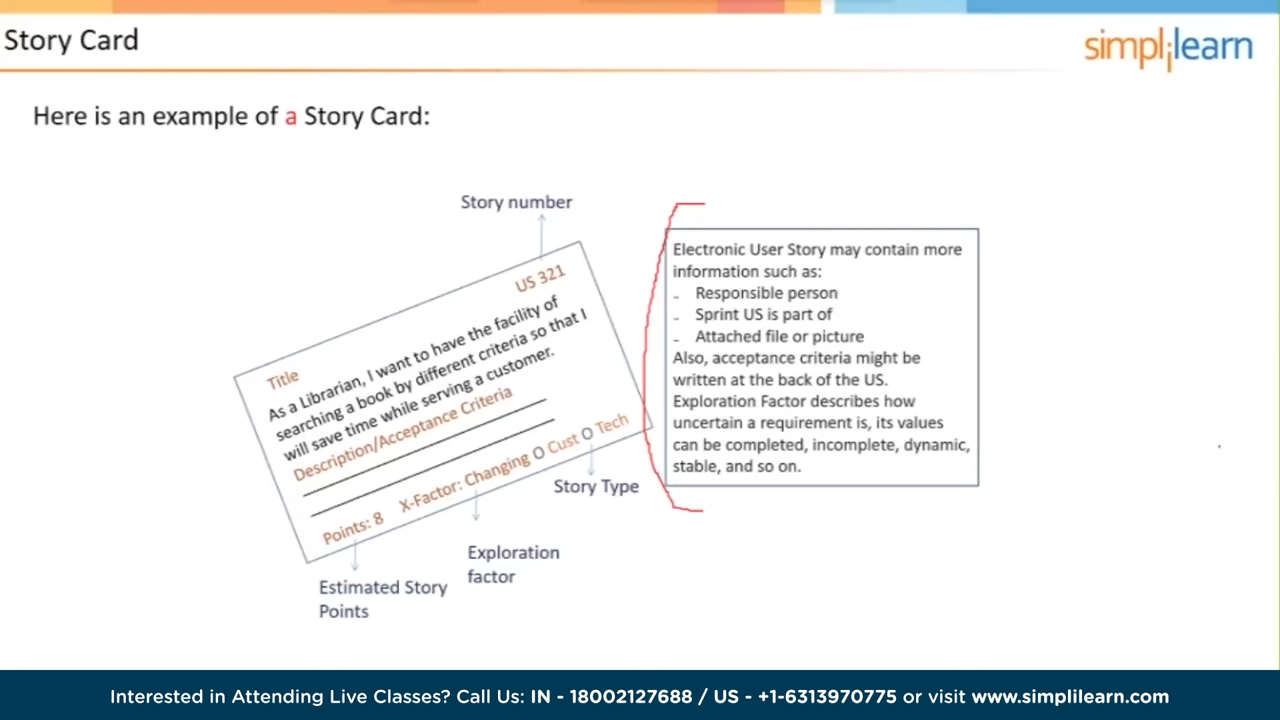 Story Card
simplilearn
Here is an example of a Story Card:
Story number
US 321
Title
As a Librarian, I want to have the facility of
searching a book by different criteria so that I
will save time while serving a customer.
Description/Acceptance Criteria
Points: 8 X-Factor: Changing O Cust O Tech
Story Type
Exploration
factor
Estimated Story
Points
Electronic User Story may contain more
information such as:
- Responsible person
- Sprint US is part of
- Attached file or picture
Also, acceptance criteria might be
written at the back of the US.
Exploration Factor describes how
uncertain a requirement is, its values
can be completed, incomplete, dynamic,
stable, and so on.
Interested in Attending Live Classes? Call Us: IN - 18002127688 / US - +1-6313970775 or visit www.simplilearn.com